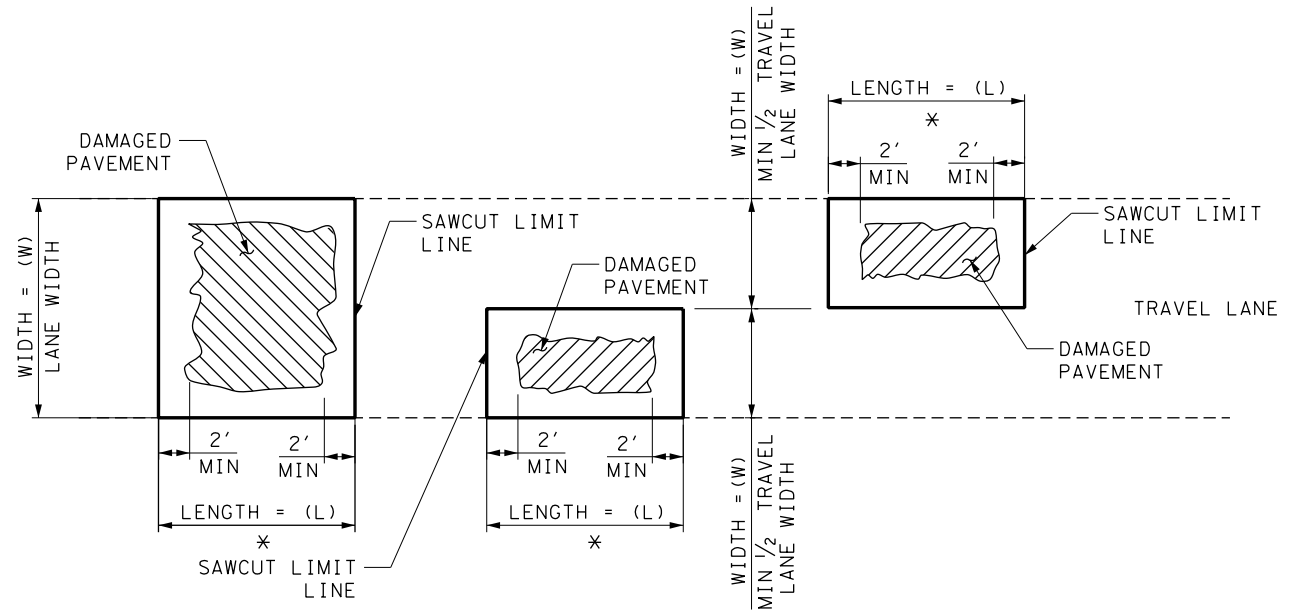 DAMAGED
PAVEMENT
WIDTH = (W)
LANE WIDTH
SAWCUT LIMIT
LINE
2'
MIN
2'
MIN
LENGTH = (L)
*
SAWCUT LIMIT
LINE
DAMAGED
PAVEMENT
2'
MIN
2'
MIN
LENGTH = (L)
*
WIDTH = (W)
MIN 1/2 TRAVEL
LANE WIDTH
WIDTH = (W)
MIN 1/2 TRAVEL
LANE WIDTH
LENGTH = (L)
*
2'
MIN
2'
MIN
SAWCUT LIMIT
LINE
TRAVEL LANE
DAMAGED
PAVEMENT